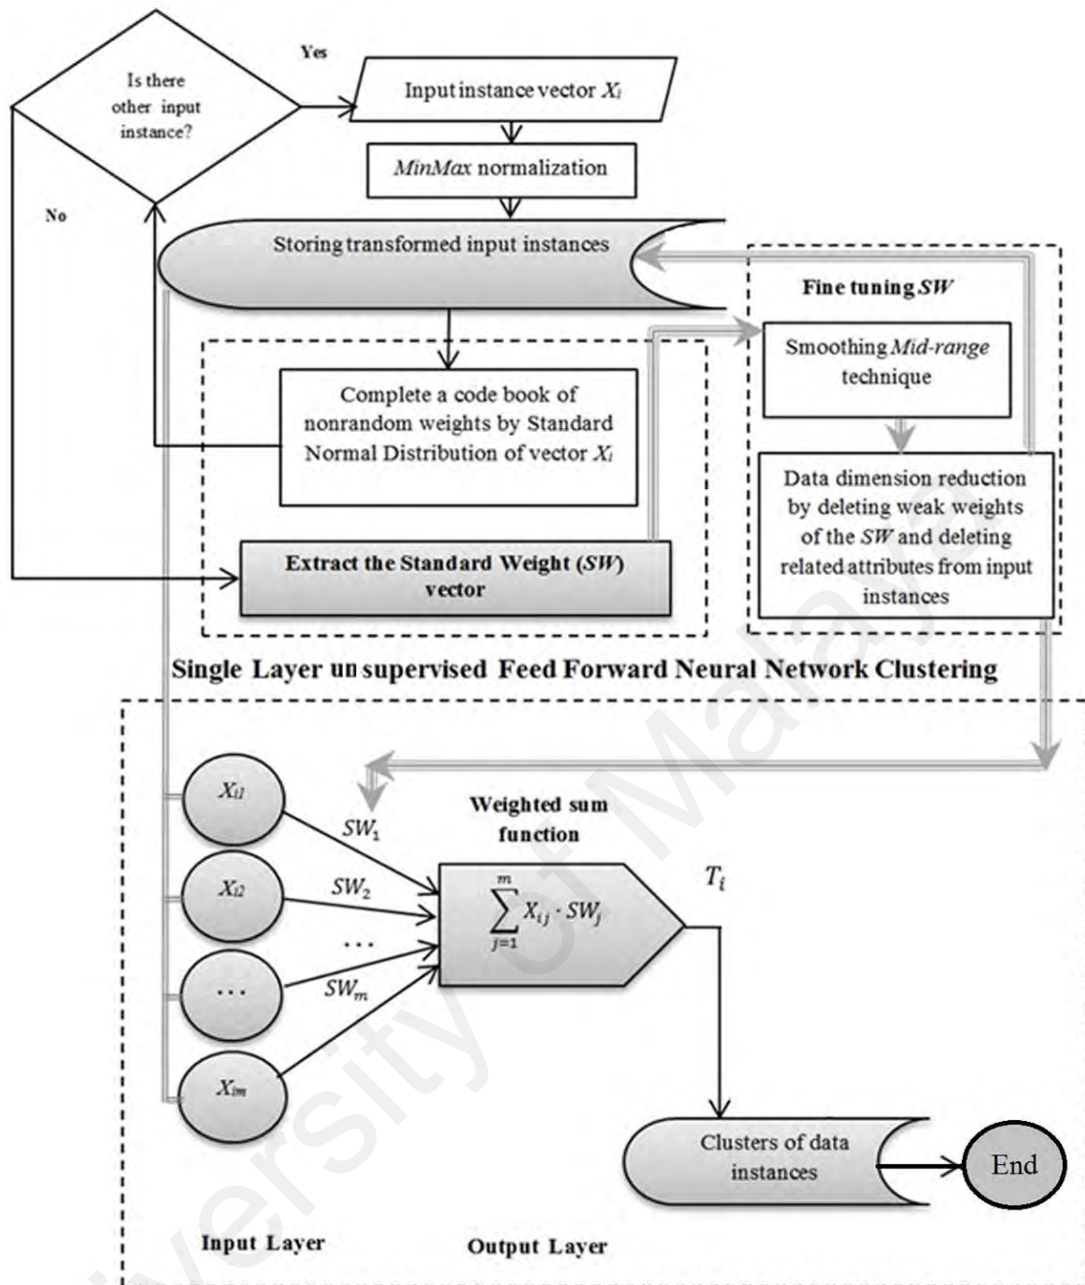 Yes
Is there
other input
instance?
Input instance vector Xi
MinMax normalization
No
Storing transformed input instances
Fine tuning SW
Smoothing Mid-range
technique
Complete a code book of
nonrandom weights by Standard
Normal Distribution of vector Xi
Data dimension reduction
by deleting weak weights
of the SW and deleting
related attributes from input
instances
Extract the Standard Weight (SW)
vector
Single Layer unsupervised Feed Forward Neural Network Clustering
Xi1
SW1
Weighted sum
function
Xi2
SW2
...
m
∑ Xij · SWj
j=1
Ti
...
SWm
Xim
Clusters of data
instances
End
Input Layer
Output Layer
University of Malaya